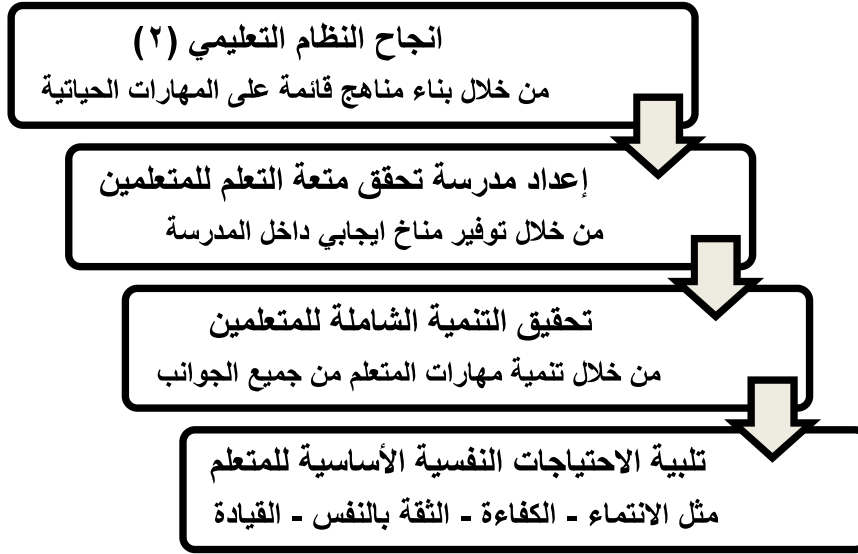 انجاح النظام التعليمي (٢)
من خلال بناء مناهج قائمة على المهارات الحياتية
إعداد مدرسة تحقق متعة التعلم للمتعلمين
من خلال توفير مناخ ايجابي داخل المدرسة
تحقيق التنمية الشاملة للمتعلمين
من خلال تنمية مهارات المتعلم من جميع الجوانب
تلبية الاحتياجات النفسية الأساسية للمتعلم
مثل الانتماء - الكفاءة - الثقة بالنفس - القيادة